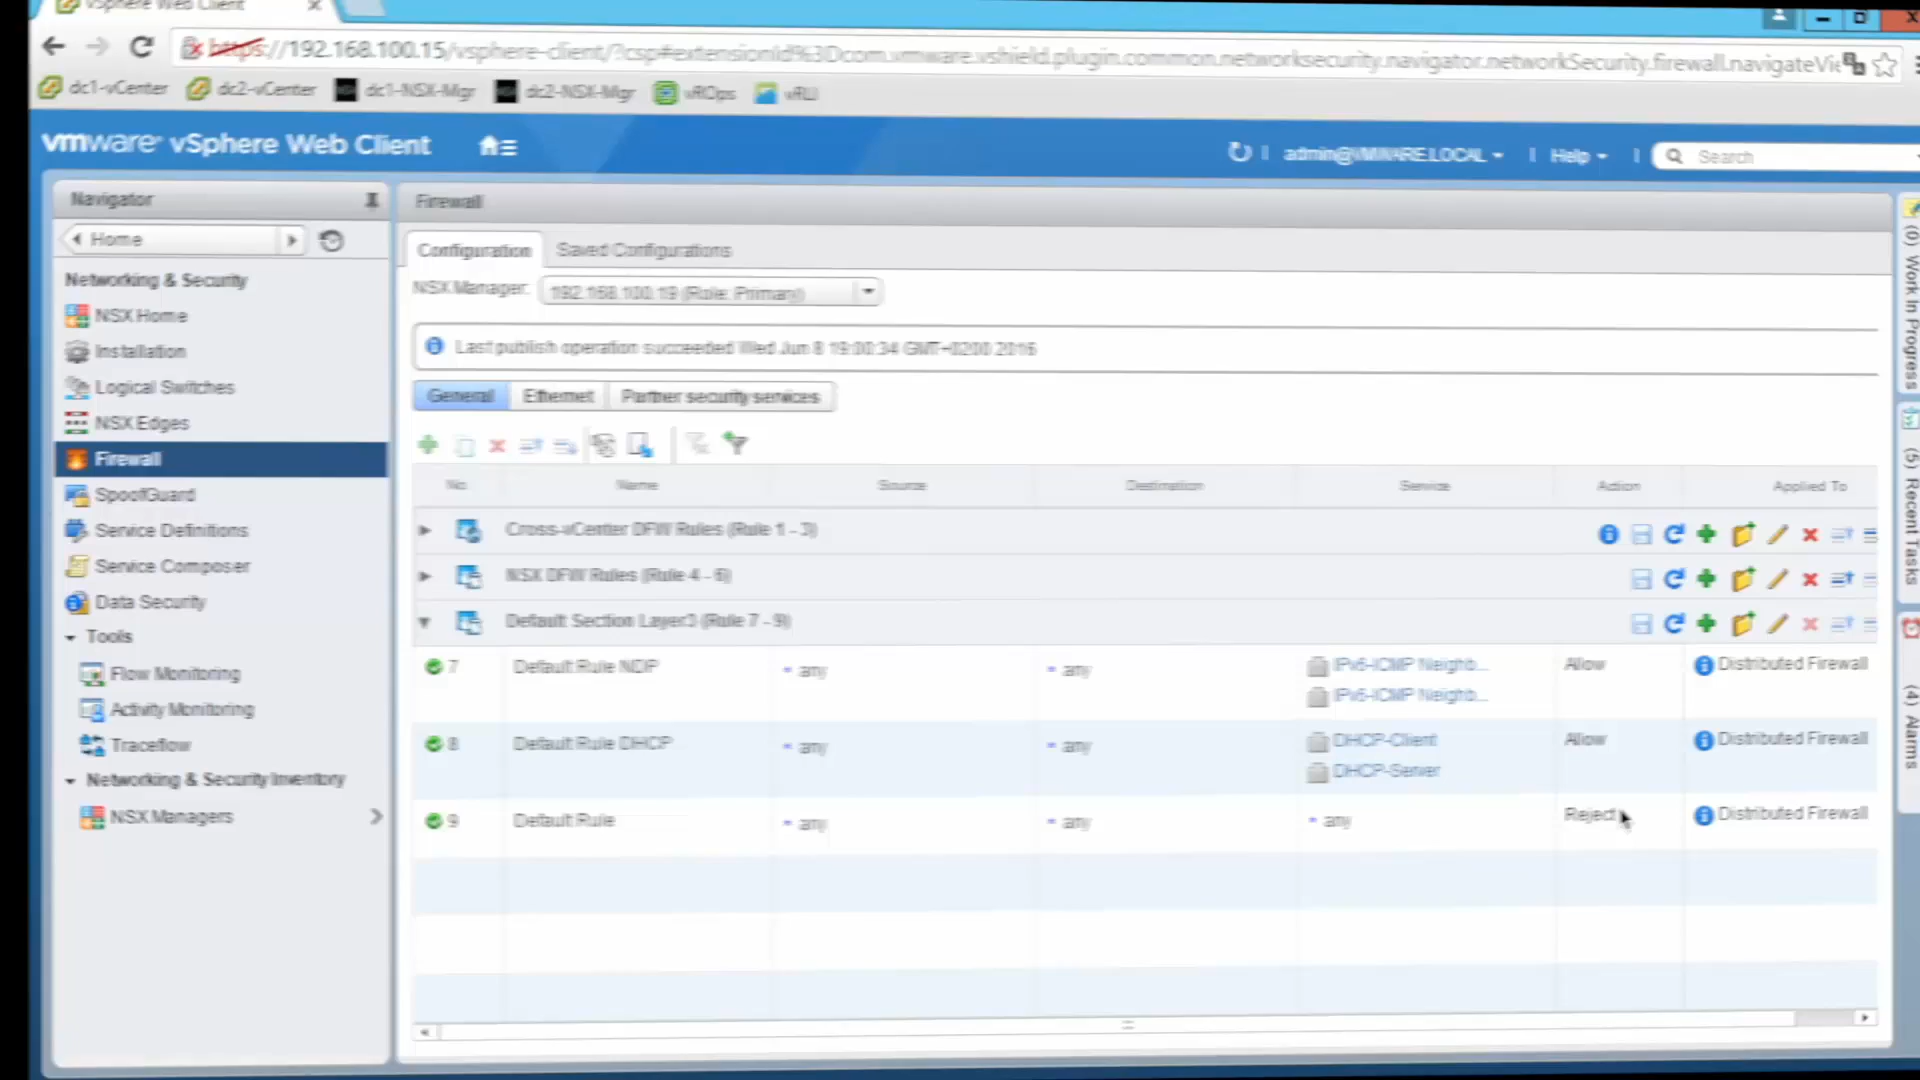 vSphere Web Client
https://192.168.100.15/vsphere-client/?csp#extensionId%3Dcom.vmware.vshield.plugin.common.networksecurity.navigator.networkSecurity.firewall.navigateVie
dc1-vCenter dc2-vCenter dc1-NSX-Mgr dc2-NSX-Mgr vROps vRLI
vmware® vSphere Web Client
admin@VMWARE.LOCAL Help Search
Navigator
Home
Networking & Security
NSX Home
Installation
Logical Switches
NSX Edges
Firewall
SpoofGuard
Service Definitions
Service Composer
Data Security
Tools
Flow Monitoring
Activity Monitoring
Traceflow
Networking & Security Inventory
NSX Managers
Firewall
Configuration Saved Configurations
NSX Manager: 192.168.100.19 (Role: Primary)
Last publish operation succeeded Wed Jun 8 19:00:34 GMT+0200 2016
General Ethernet Partner security services
No. Name Source Destination Service Action Applied To
Cross-vCenter DFW Rules (Rule 1 - 3)
NSX DFW Rules (Rule 4 - 6)
Default Section Layer3 (Rule 7 - 9)
7 Default Rule NDP * any * any IPv6-ICMP Neighb... Allow Distributed Firewall
IPv6-ICMP Neighb...
8 Default Rule DHCP * any * any DHCP-Client Allow Distributed Firewall
DHCP-Server
9 Default Rule * any * any * any Reject Distributed Firewall
(0) Work In Progress
(5) Recent Tasks
(4) Alarms